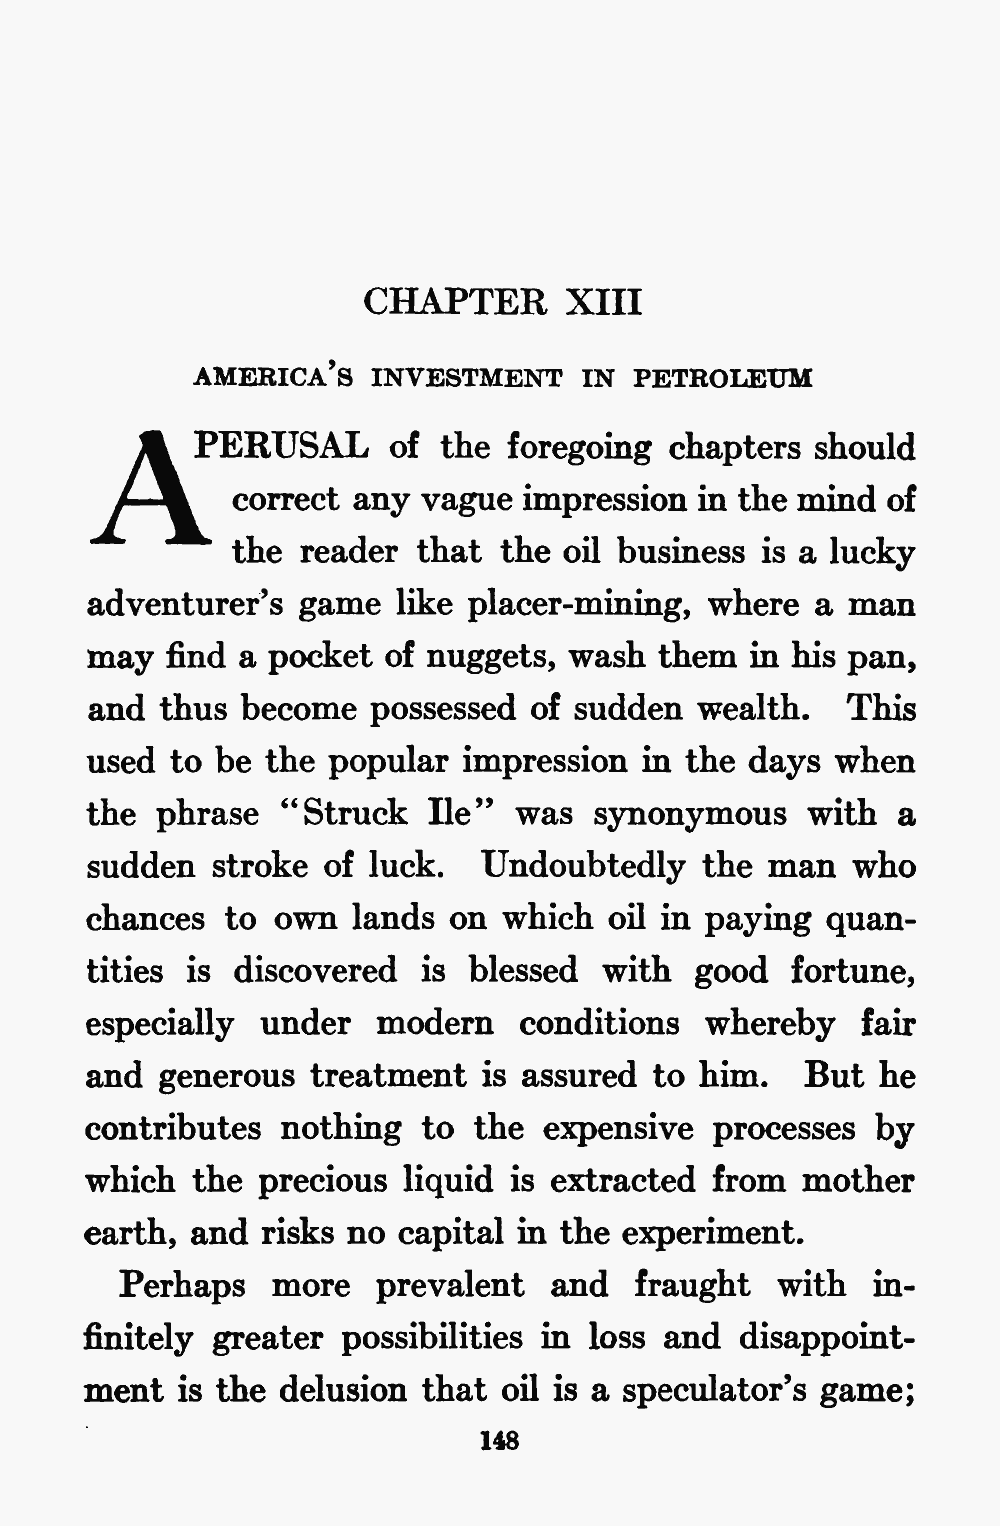 CHAPTER XIII
AMERICA'S INVESTMENT IN PETROLEUM
A PERUSAL of the foregoing chapters should
correct any vague impression in the mind of
the reader that the oil business is a lucky
adventurer's game like placer-mining, where a man
may find a pocket of nuggets, wash them in his pan,
and thus become possessed of sudden wealth. This
used to be the popular impression in the days when
the phrase "Struck Ile" was synonymous with a
sudden stroke of luck. Undoubtedly the man who
chances to own lands on which oil in paying quan-
tities is discovered is blessed with good fortune,
especially under modern conditions whereby fair
and generous treatment is assured to him. But he
contributes nothing to the expensive processes by
which the precious liquid is extracted from mother
earth, and risks no capital in the experiment.
Perhaps more prevalent and fraught with in-
finitely greater possibilities in loss and disappoint-
ment is the delusion that oil is a speculator's game;
148